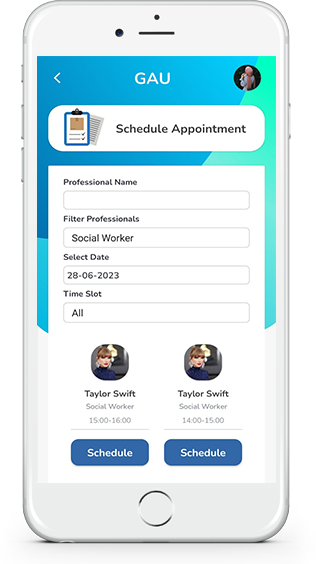 GAU
Schedule Appointment
Professional Name
Filter Professionals
Social Worker
Select Date
28-06-2023
Time Slot
All
Taylor Swift Taylor Swift
Social Worker Social Worker
15:00-16:00 14:00-15:00
Schedule Schedule